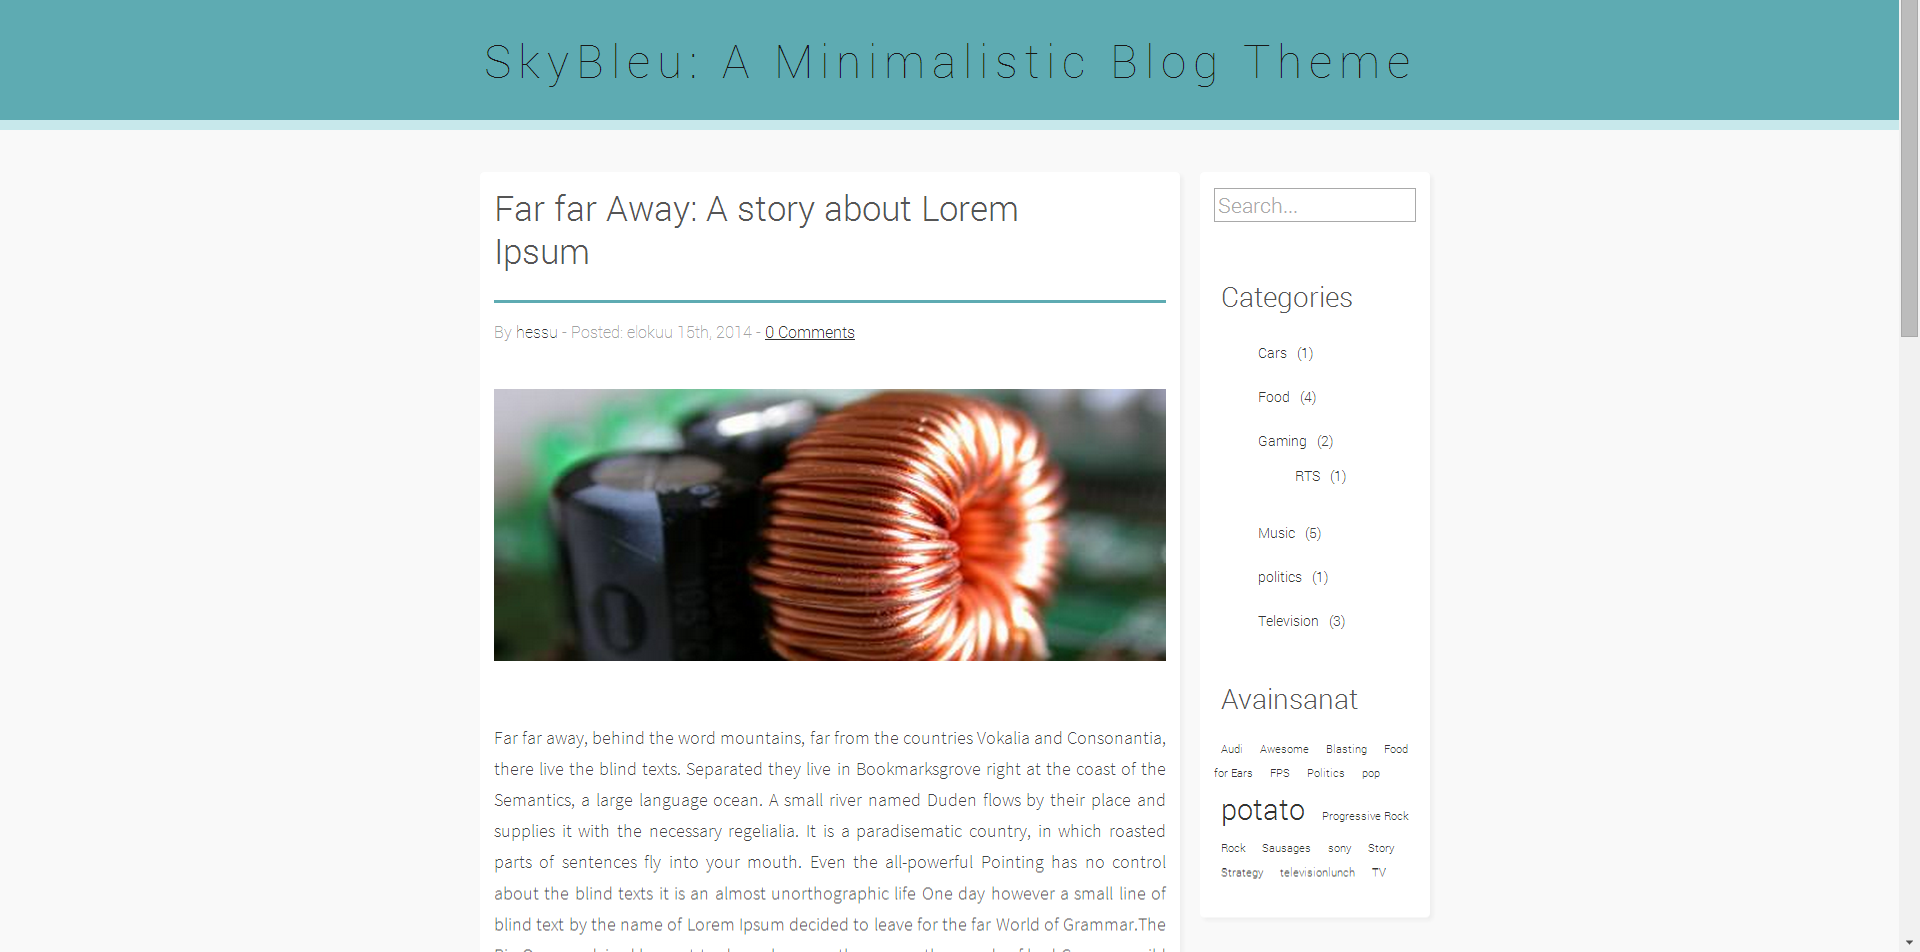 SkyBleu: A Minimalistic Blog Theme
Far far Away: A story about Lorem
Ipsum
By hessu - Posted: elokuu 15th, 2014 - 0 Comments
Far far away, behind the word mountains, far from the countries Vokalia and Consonantia,
there live the blind texts. Separated they live in Bookmarksgrove right at the coast of the
Semantics, a large language ocean. A small river named Duden flows by their place and
supplies it with the necessary regelialia. It is a paradisematic country, in which roasted
parts of sentences fly into your mouth. Even the all-powerful Pointing has no control
about the blind texts it is an almost unorthographic life One day however a small line of
blind text by the name of Lorem Ipsum decided to leave for the far World of Grammar.The
Search...
Categories
Cars (1)
Food (4)
Gaming (2)
RTS (1)
Music (5)
politics (1)
Television (3)
Avainsanat
Audi Awesome Blasting Food
for Ears FPS Politics pop
potato Progressive Rock
Rock Sausages sony Story
Strategy televisionlunch TV